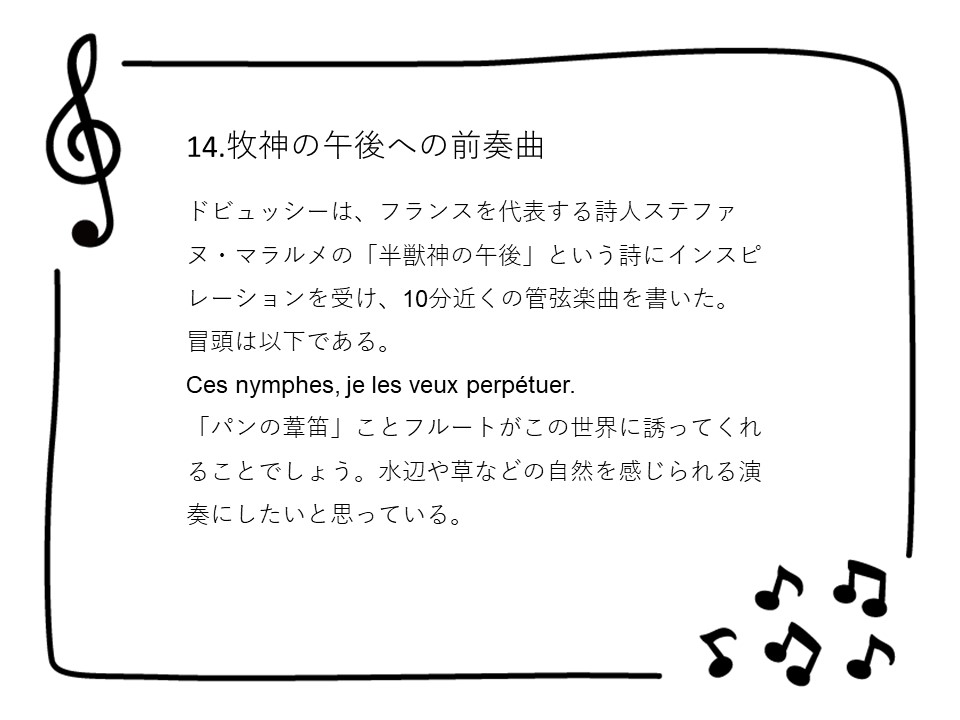 14.牧神の午後への前奏曲
ドビュッシーは、フランスを代表する詩人ステファ
ヌ・マラルメの「半獣神の午後」という詩にインスピ
レーションを受け、10分近くの管弦楽曲を書いた。
冒頭は以下である。
Ces nymphes, je les veux perpétuer.
「パンの葦笛」ことフルートがこの世界に誘ってくれ
ることでしょう。水辺や草などの自然を感じられる演
奏にしたいと思っている。